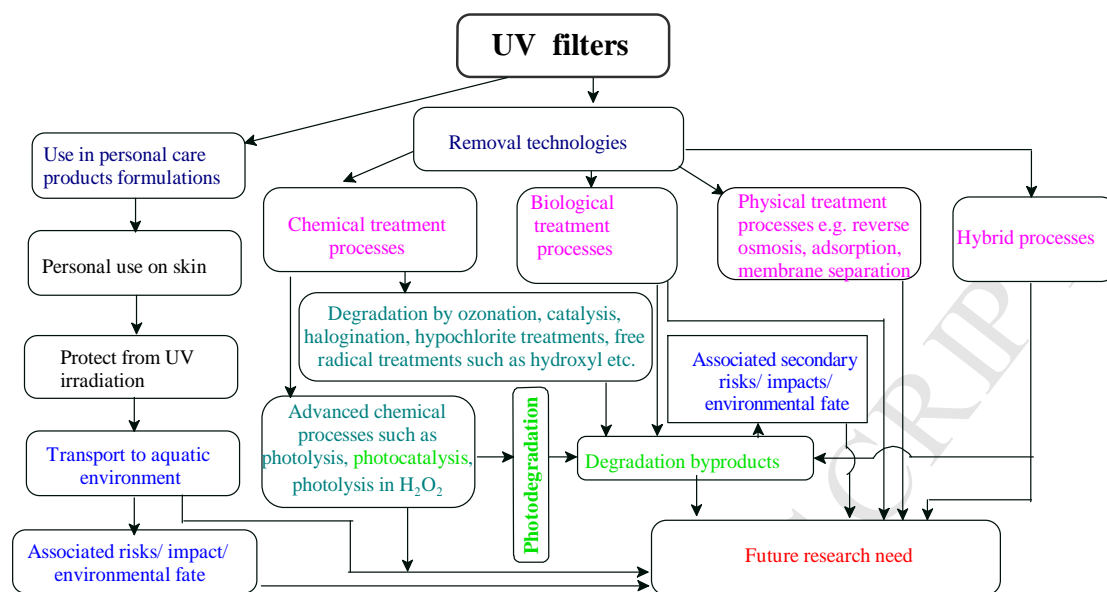 UV filters
Removal technologies
Use in personal care
products formulations
Chemical treatment
processes
Biological
treatment
processes
Physical treatment
processes e.g. reverse
osmosis, adsorption,
membrane separation
Hybrid processes
Personal use on skin
Degradation by ozonation, catalysis,
halogination, hypochlorite treatments, free
radical treatments such as hydroxyl etc.
Protect from UV
irradiation
Associated secondary
risks/ impacts/
environmental fate
Advanced chemical
processes such as
photolysis, photocatalysis,
photolysis in H₂O₂
Photodegradation
Degradation byproducts
Transport to aquatic
environment
Associated risks/ impact/
environmental fate
Future research need
CRIP